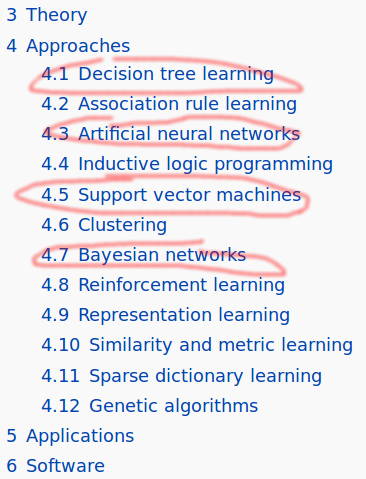 3 Theory
4 Approaches
4.1 Decision tree learning
4.2 Association rule learning
4.3 Artificial neural networks
4.4 Inductive logic programming
4.5 Support vector machines
4.6 Clustering
4.7 Bayesian networks
4.8 Reinforcement learning
4.9 Representation learning
4.10 Similarity and metric learning
4.11 Sparse dictionary learning
4.12 Genetic algorithms
5 Applications
6 Software